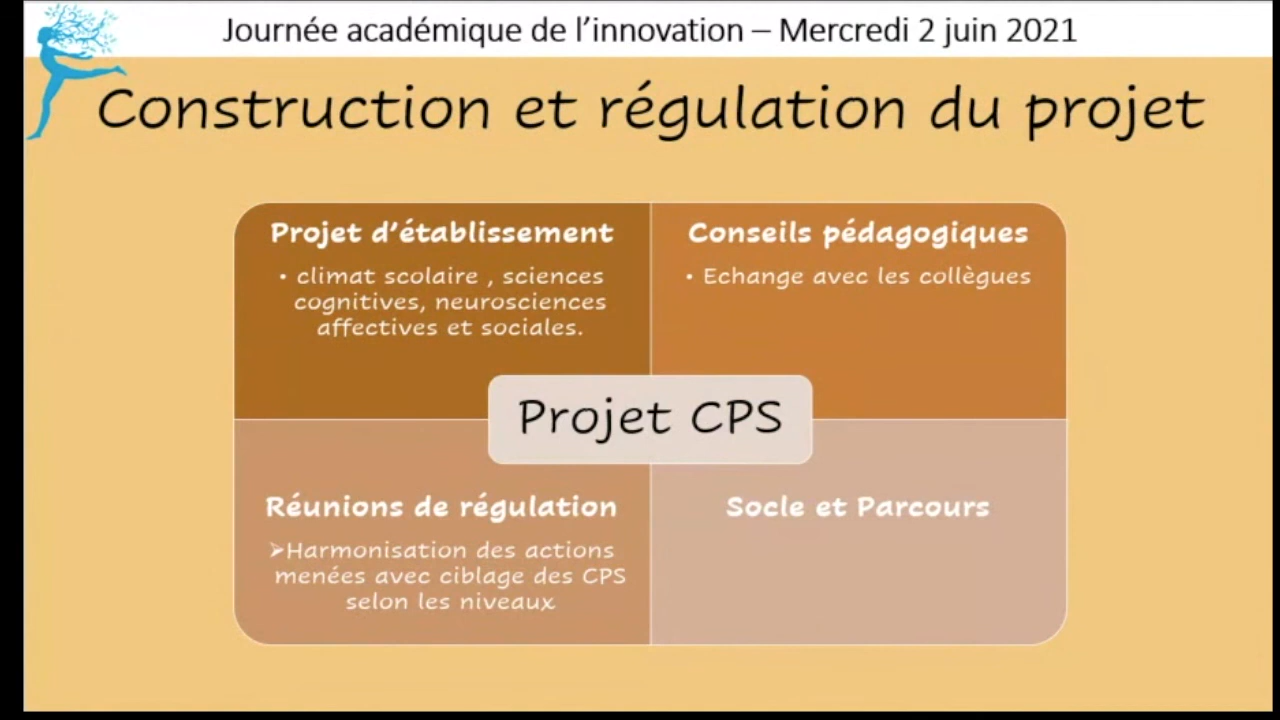 Journée académique de l’innovation – Mercredi 2 juin 2021
Construction et régulation du projet
Projet d’établissement
• climat scolaire , sciences
cognitives, neurosciences
affectives et sociales.
Conseils pédagogiques
• Echange avec les collègues
Projet CPS
Réunions de régulation
➢Harmonisation des actions
menées avec ciblage des CPS
selon les niveaux
Socle et Parcours